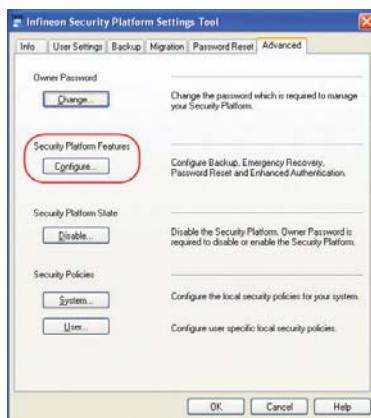 Infineon Security Platform Settings Tool
Info User Settings Backup Migration Password Reset Advanced
Owner Password
Change...
Change the password which is required to manage
your Security Platform.
Security Platform Features
Configure...
Configure Backup, Emergency Recovery,
Password Reset and Enhanced Authentication.
Security Platform State
Disable...
Disable the Security Platform. Owner Password is
required to disable or enable the Security Platform.
Security Policies
System...
Configure the local security policies for your system.
User...
Configure user specific local security policies.
OK Cancel Help